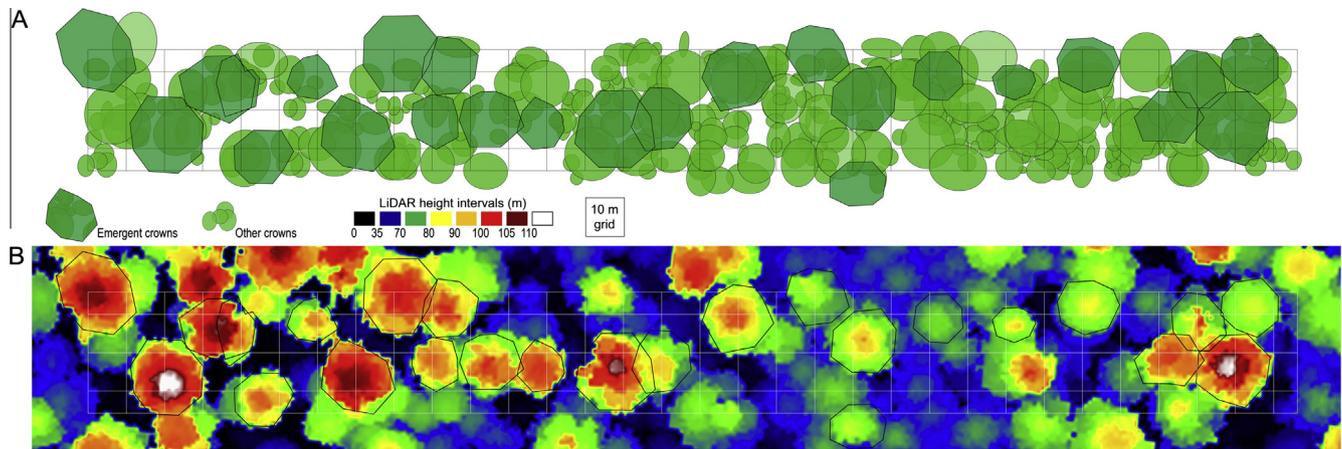 A
LiDAR height intervals (m)
0 35 70 80 90 100 105 110
10 m
grid
Emergent crowns
Other crowns
B